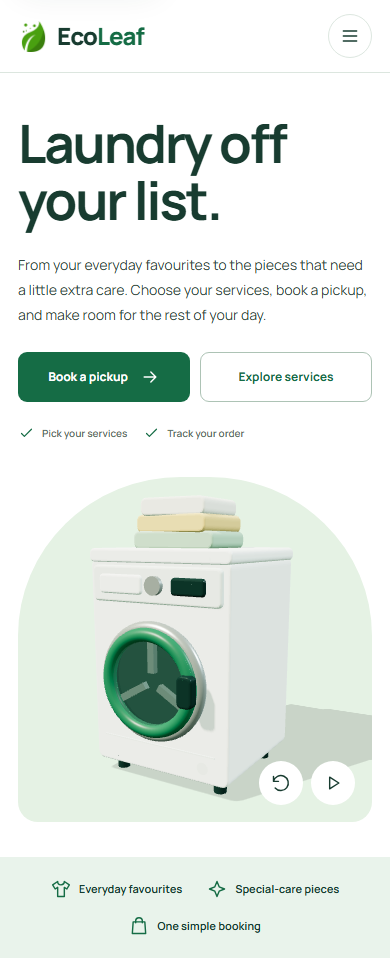 EcoLeaf
Laundry off
your list.
From your everyday favourites to the pieces that need
a little extra care. Choose your services, book a pickup,
and make room for the rest of your day.
Book a pickup
Explore services
Pick your services
Track your order
Everyday favourites
Special-care pieces
One simple booking